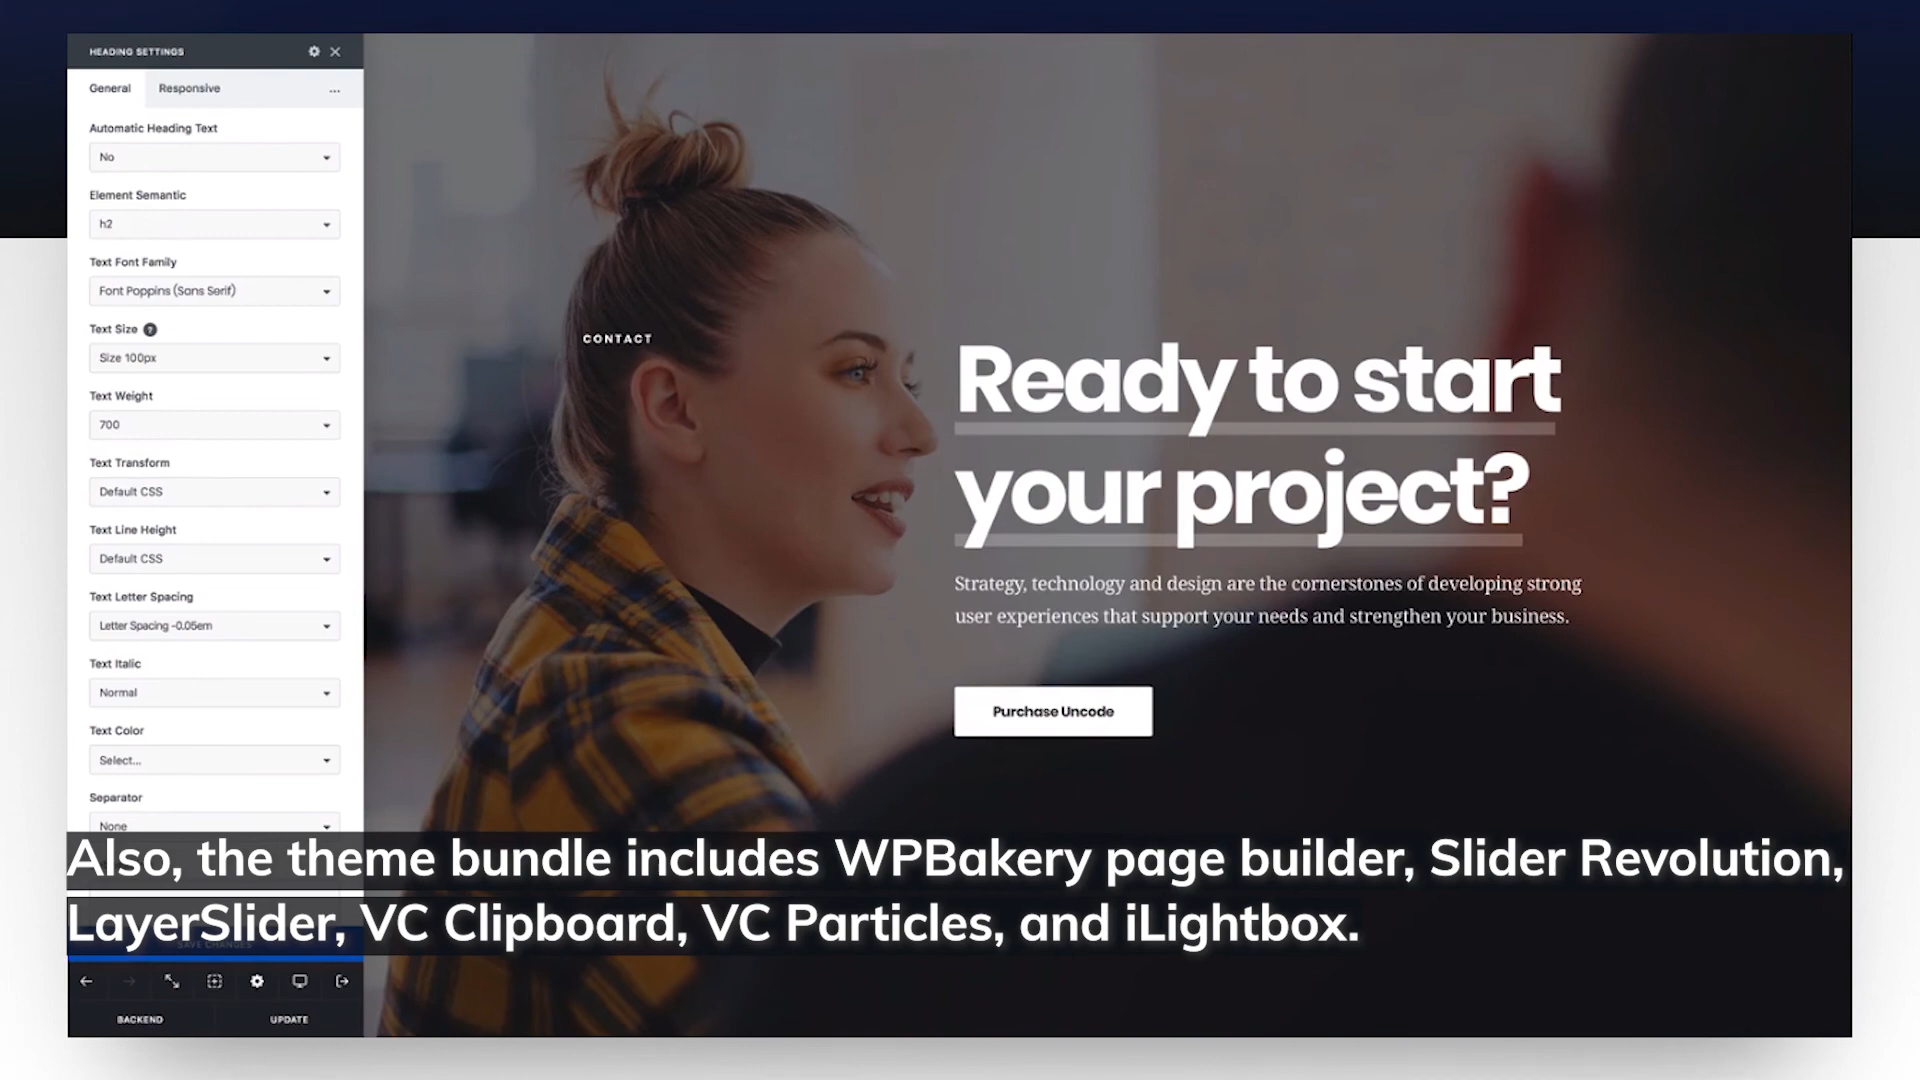 HEADING SETTINGS
General
Responsive
...
Automatic Heading Text
No
Element Semantic
h2
Text Font Family
Font Poppins (Sans Serif)
Text Size ?
Size 100px
Text Weight
700
Text Transform
Default CSS
Text Line Height
Default CSS
Text Letter Spacing
Letter Spacing -0.05em
Text Italic
Normal
Text Color
Select...
Separator
None
SAVE CHANGES
BACKEND
UPDATE
CONTACT
Ready to start
your project?
Strategy, technology and design are the cornerstones of developing strong
user experiences that support your needs and strengthen your business.
Purchase Uncode
Also, the theme bundle includes WPBakery page builder, Slider Revolution,
LayerSlider, VC Clipboard, VC Particles, and iLightbox.